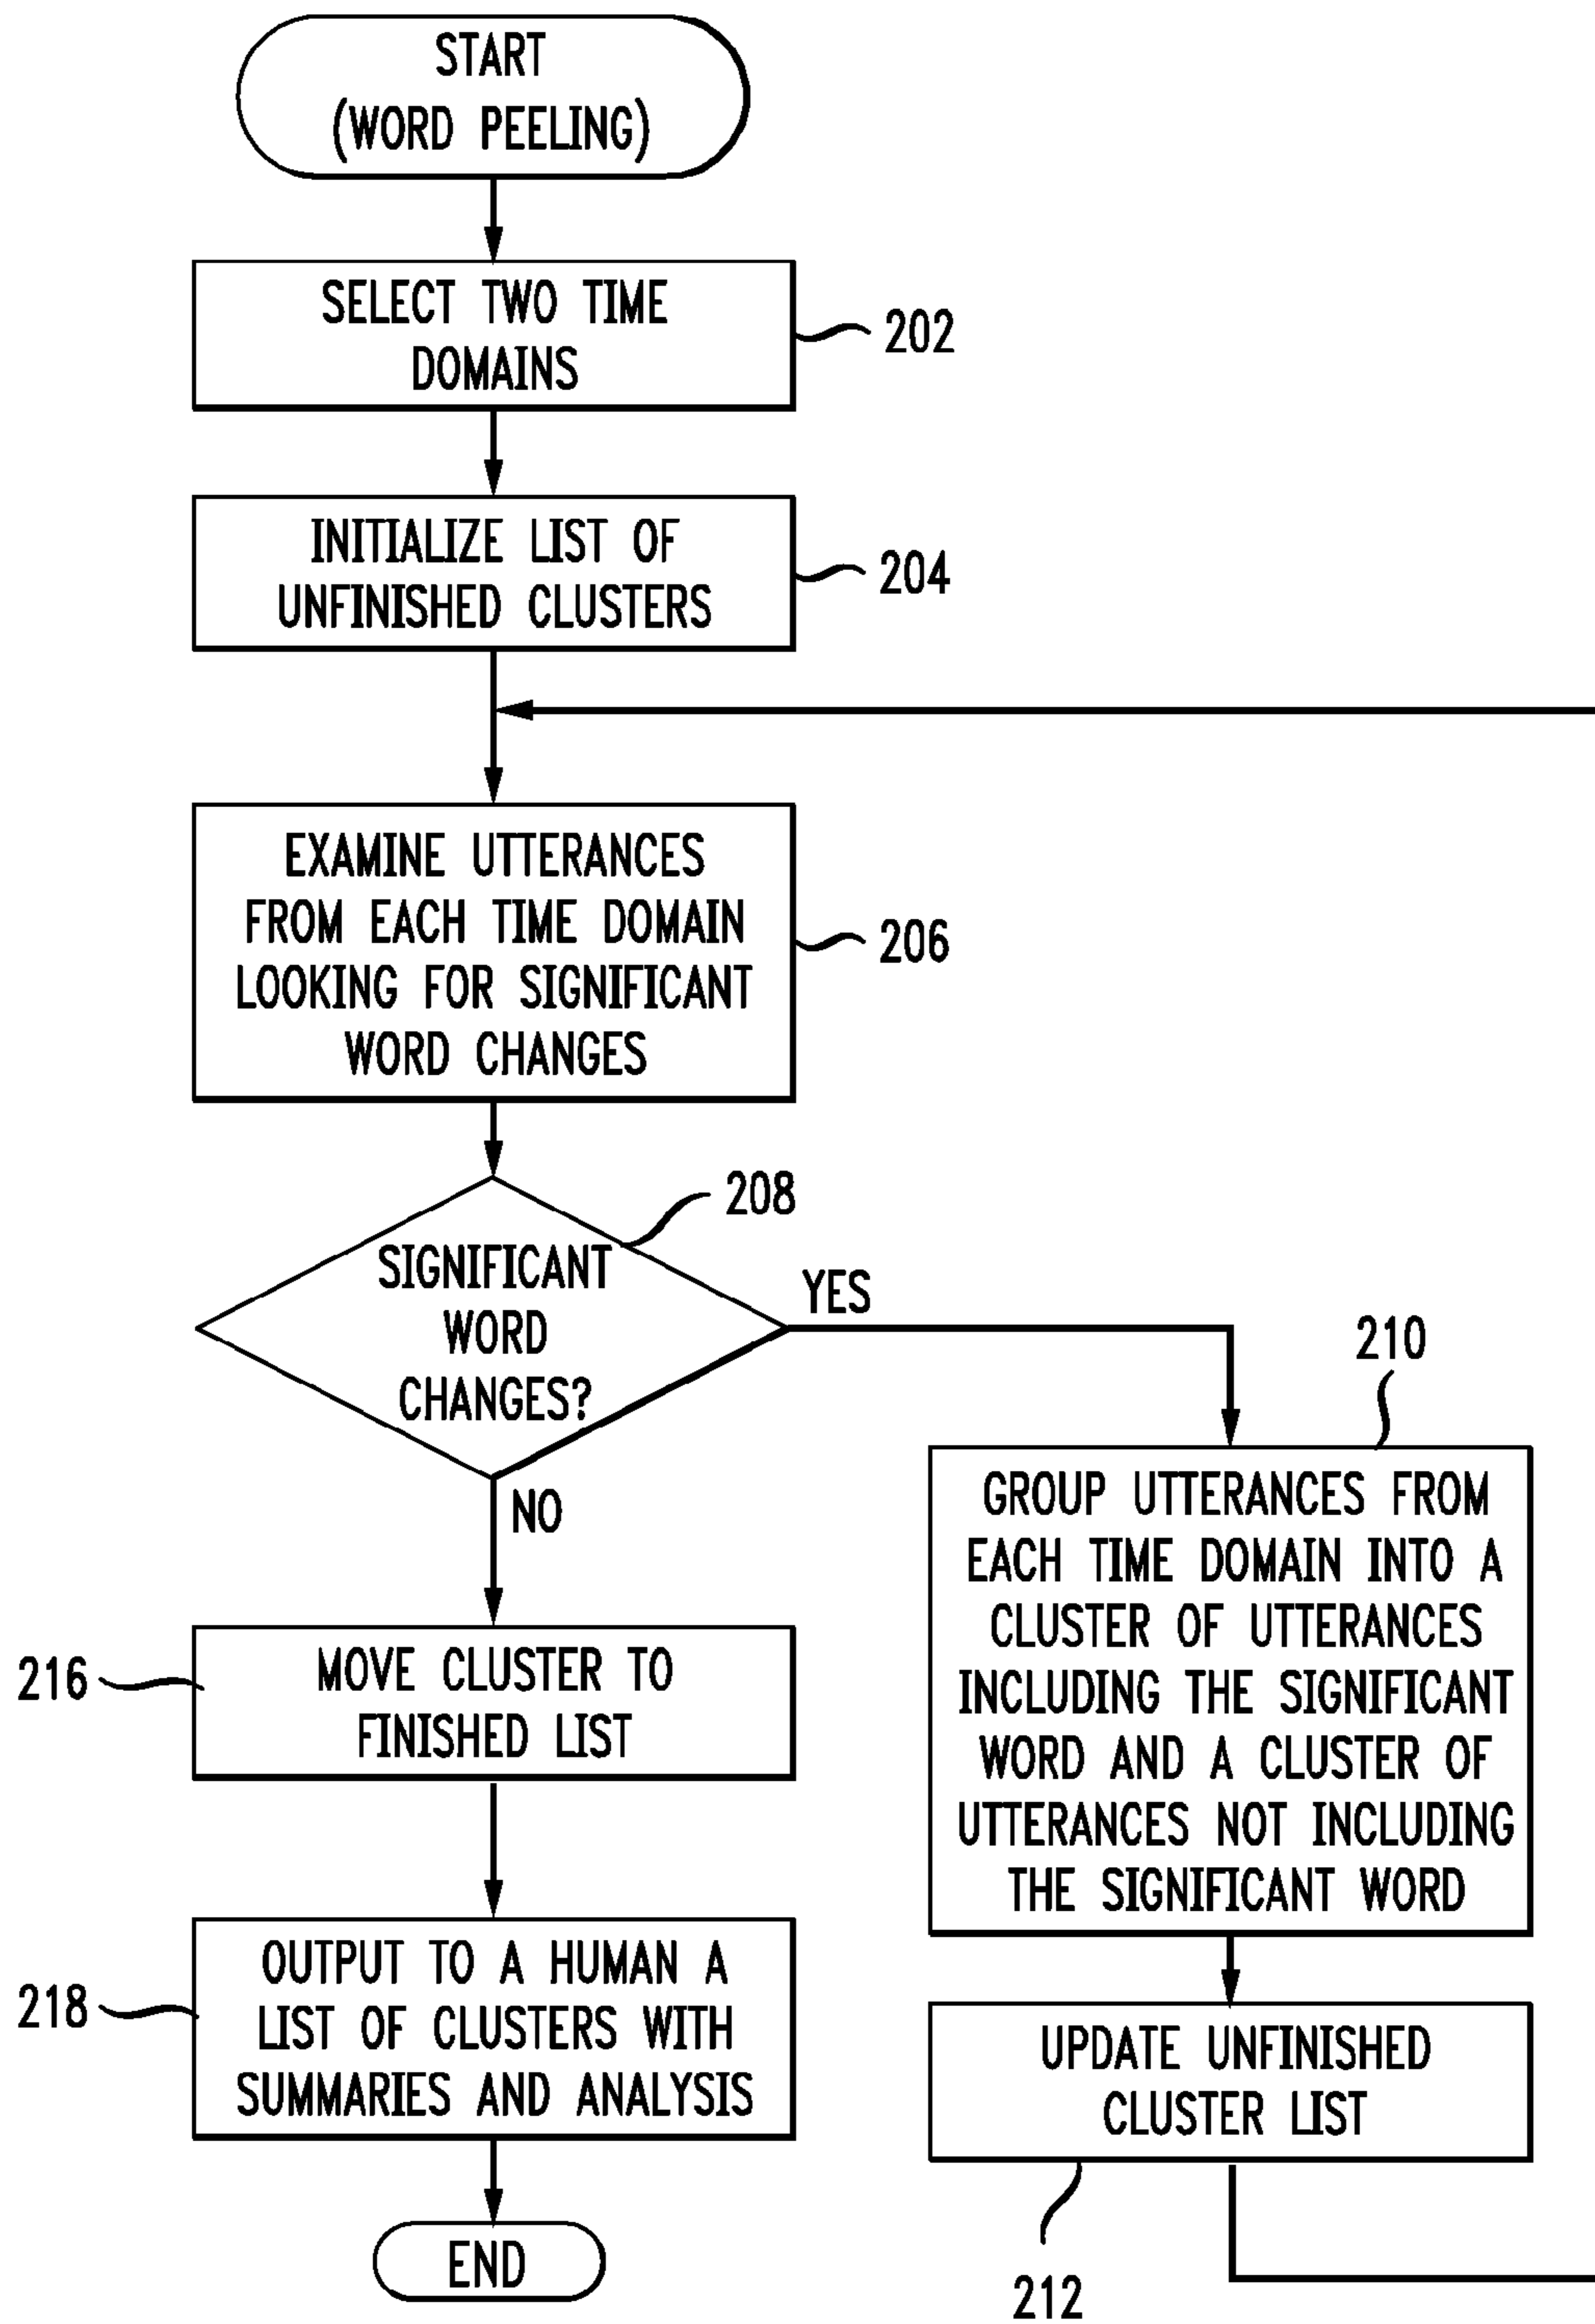 START
(WORD PEELING)
SELECT TWO TIME
DOMAINS
202
INITIALIZE LIST OF
UNFINISHED CLUSTERS
204
EXAMINE UTTERANCES
FROM EACH TIME DOMAIN
LOOKING FOR SIGNIFICANT
WORD CHANGES
206
208
SIGNIFICANT
WORD
CHANGES?
YES
NO
210
GROUP UTTERANCES FROM
EACH TIME DOMAIN INTO A
CLUSTER OF UTTERANCES
INCLUDING THE SIGNIFICANT
WORD AND A CLUSTER OF
UTTERANCES NOT INCLUDING
THE SIGNIFICANT WORD
216
MOVE CLUSTER TO
FINISHED LIST
218
OUTPUT TO A HUMAN A
LIST OF CLUSTERS WITH
SUMMARIES AND ANALYSIS
UPDATE UNFINISHED
CLUSTER LIST
212
END